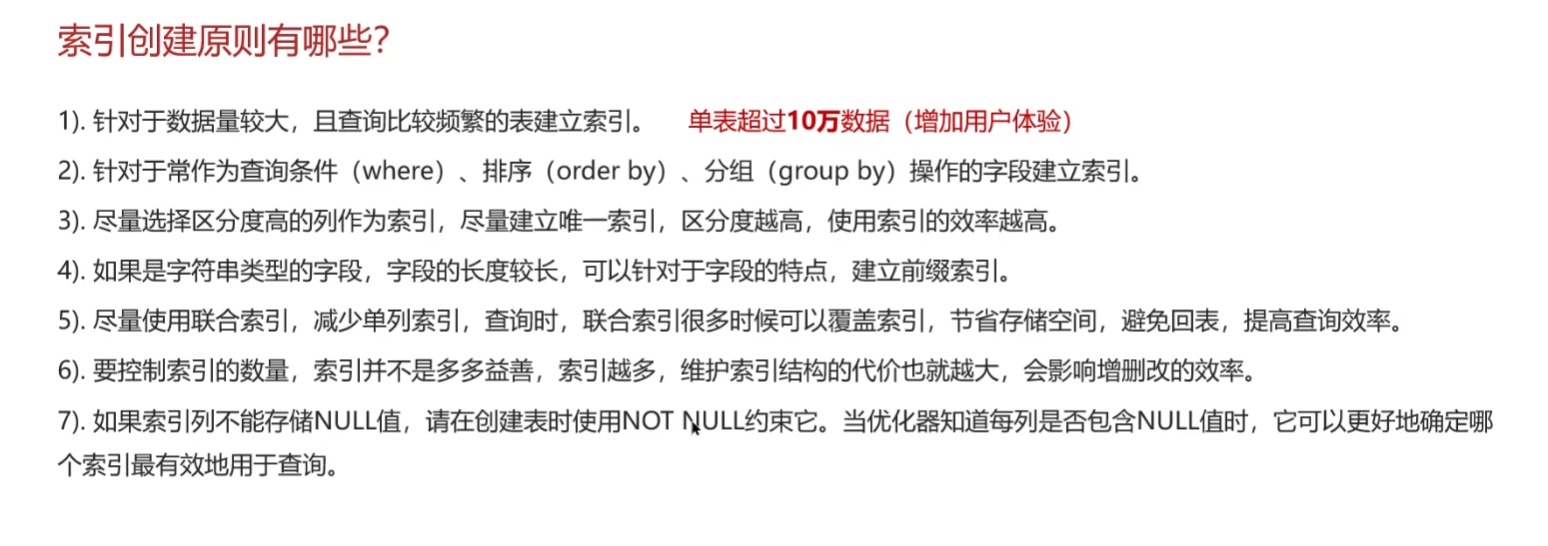 索引创建原则有哪些？
1). 针对于数据量较大，且查询比较频繁的表建立索引。 单表超过10万数据（增加用户体验）
2). 针对于常作为查询条件（where）、排序（order by）、分组（group by）操作的字段建立索引。
3). 尽量选择区分度高的列作为索引，尽量建立唯一索引，区分度越高，使用索引的效率越高。
4). 如果是字符串类型的字段，字段的长度较长，可以针对于字段的特点，建立前缀索引。
5). 尽量使用联合索引，减少单列索引，查询时，联合索引很多时候可以覆盖索引，节省存储空间，避免回表，提高查询效率。
6). 要控制索引的数量，索引并不是多多益善，索引越多，维护索引结构的代价也就越大，会影响增删改的效率。
7). 如果索引列不能存储NULL值，请在创建表时使用NOT NULL约束它。当优化器知道每列是否包含NULL值时，它可以更好地确定哪
个索引最有效地用于查询。